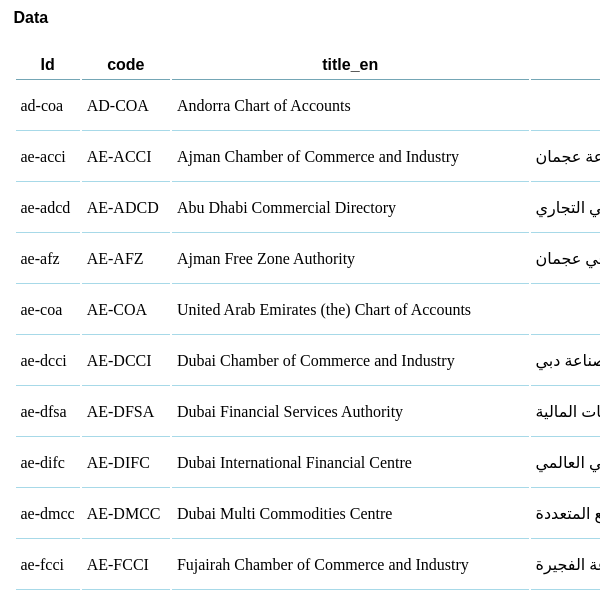 Data
Id code title_en
ad-coa AD-COA Andorra Chart of Accounts
ae-acci AE-ACCI Ajman Chamber of Commerce and Industry عجمان
ae-adcd AE-ADCD Abu Dhabi Commercial Directory التجاري
ae-afz AE-AFZ Ajman Free Zone Authority عجمان
ae-coa AE-COA United Arab Emirates (the) Chart of Accounts
ae-dcci AE-DCCI Dubai Chamber of Commerce and Industry دبي
ae-dfsa AE-DFSA Dubai Financial Services Authority المالية
ae-difc AE-DIFC Dubai International Financial Centre العالمي
ae-dmcc AE-DMCC Dubai Multi Commodities Centre المتعددة
ae-fcci AE-FCCI Fujairah Chamber of Commerce and Industry الفجيرة